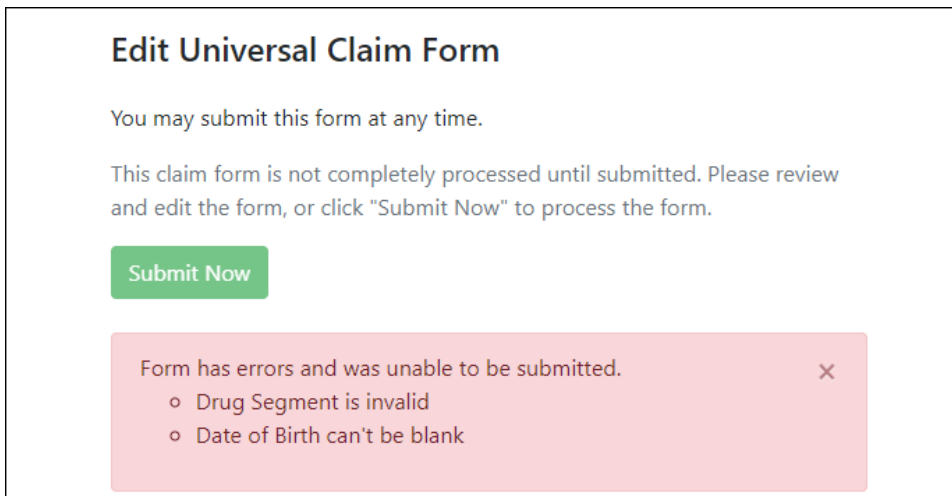 Edit Universal Claim Form
You may submit this form at any time.
This claim form is not completely processed until submitted. Please review
and edit the form, or click "Submit Now" to process the form.
Submit Now
Form has errors and was unable to be submitted.
×
Drug Segment is invalid
Date of Birth can't be blank